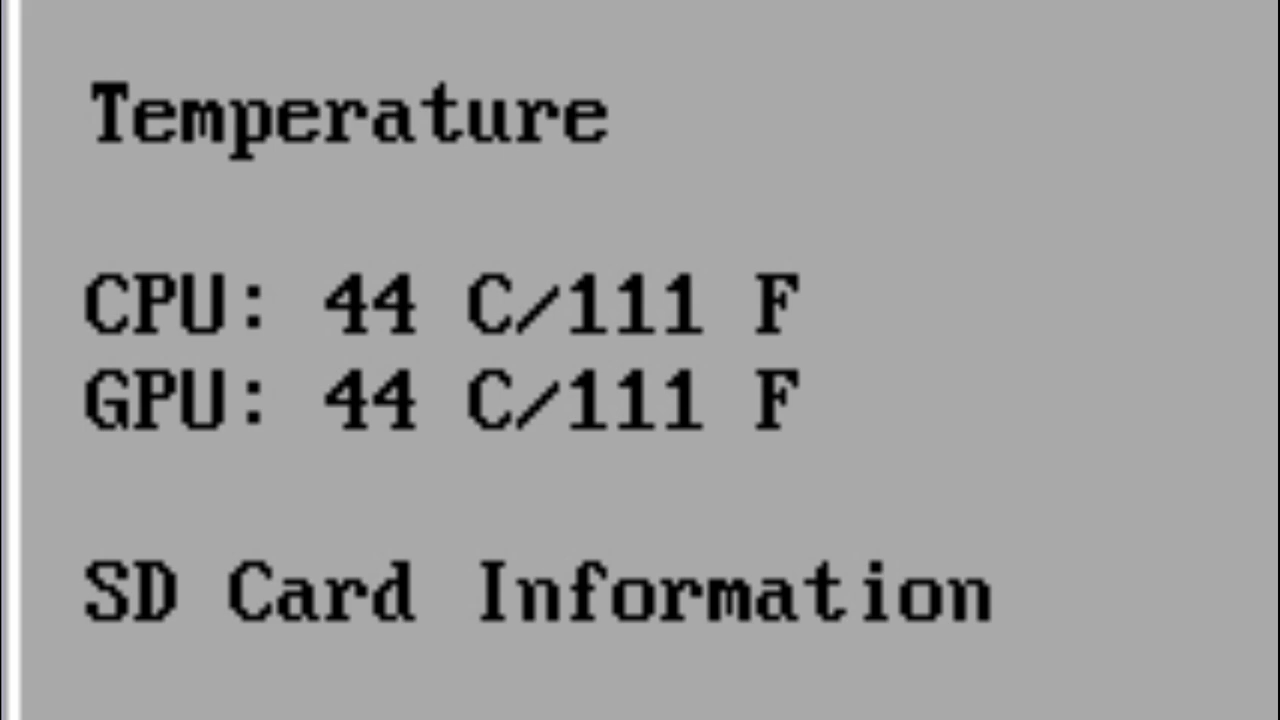 Temperature
CPU: 44 C/111 F
GPU: 44 C/111 F
SD Card Information